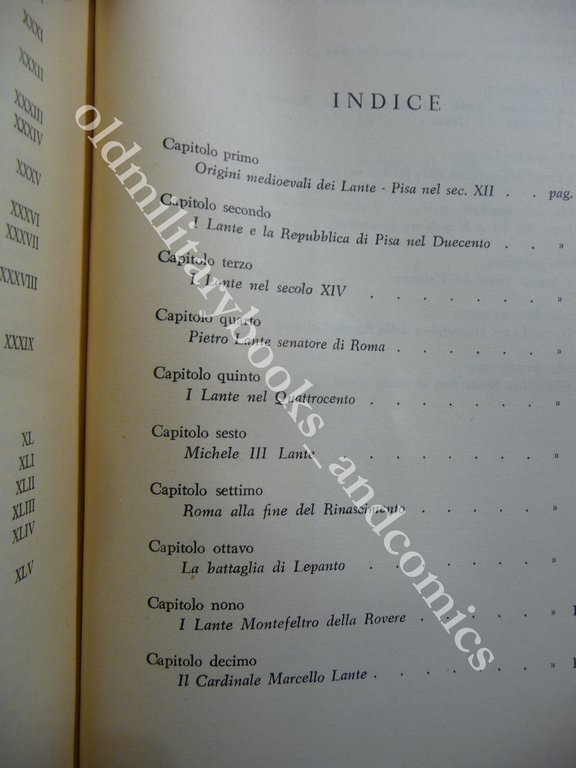 XXXI
XXXII
XXXIII
XXXIV
XXXV
XXXVI
XXXVII
XXXVIII
XXXIX
XL
XLI
XLII
XLIII
XLIV
XLV
INDICE
Capitolo primo
Origini medioevali dei Lante - Pisa nel sec. XII . . pag.
Capitolo secondo
I Lante e la Repubblica di Pisa nel Duecento . . »
Capitolo terzo
I Lante nel secolo XIV . . . . . . »
Capitolo quarto
Pietro Lante senatore di Roma . . . . . »
Capitolo quinto
I Lante nel Quattrocento . . . . . »
Capitolo sesto
Michele III Lante . . . . . . . »
Capitolo settimo
Roma alla fine del Rinascimento . . . . »
Capitolo ottavo
La battaglia di Lepanto . . . . . . »
Capitolo nono
I Lante Montefeltro della Rovere . . . . »
Capitolo decimo
Il Cardinale Marcello Lante . . . . . »
oldmilitarybooks_andcomics